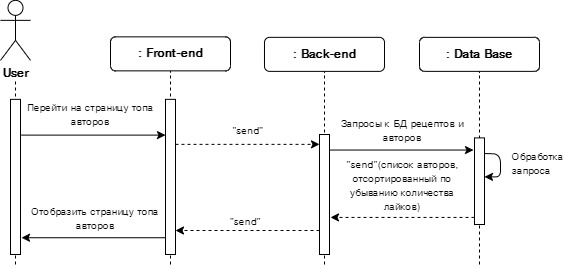 : Front-end
: Back-end
: Data Base
User
Перейти на страницу топа
авторов
"send"
Запросы к БД рецептов и
авторов
Обработка
запроса
"send"(список авторов,
отсортированный по
убыванию количества
лайков)
Отобразить страницу топа
авторов
"send"